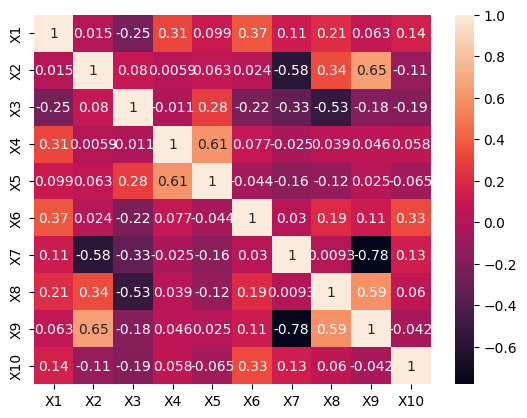 X1 1 0.015 -0.25 0.31 0.099 0.37 0.11 0.21 0.063 0.14
X2 0.015 1 0.08 0.0059 0.063 0.024 -0.58 0.34 0.65 -0.11
X3 -0.25 0.08 1 -0.011 0.28 -0.22 -0.33 -0.53 -0.18 -0.19
X4 0.31 0.0059 -0.011 1 0.61 0.077 -0.025 0.039 0.046 0.058
X5 0.099 0.063 0.28 0.61 1 -0.044 -0.16 -0.12 0.025 -0.065
X6 0.37 0.024 -0.22 0.077 -0.044 1 0.03 0.19 0.11 0.33
X7 0.11 -0.58 -0.33 -0.025 -0.16 0.03 1 0.0093 -0.78 0.13
X8 0.21 0.34 -0.53 0.039 -0.12 0.19 0.0093 1 0.59 0.06
X9 0.063 0.65 -0.18 0.046 0.025 0.11 -0.78 0.59 1 -0.042
X10 0.14 -0.11 -0.19 0.058 -0.065 0.33 0.13 0.06 -0.042 1
X1 X2 X3 X4 X5 X6 X7 X8 X9 X10
1.0
0.8
0.6
0.4
0.2
0.0
−0.2
−0.4
−0.6